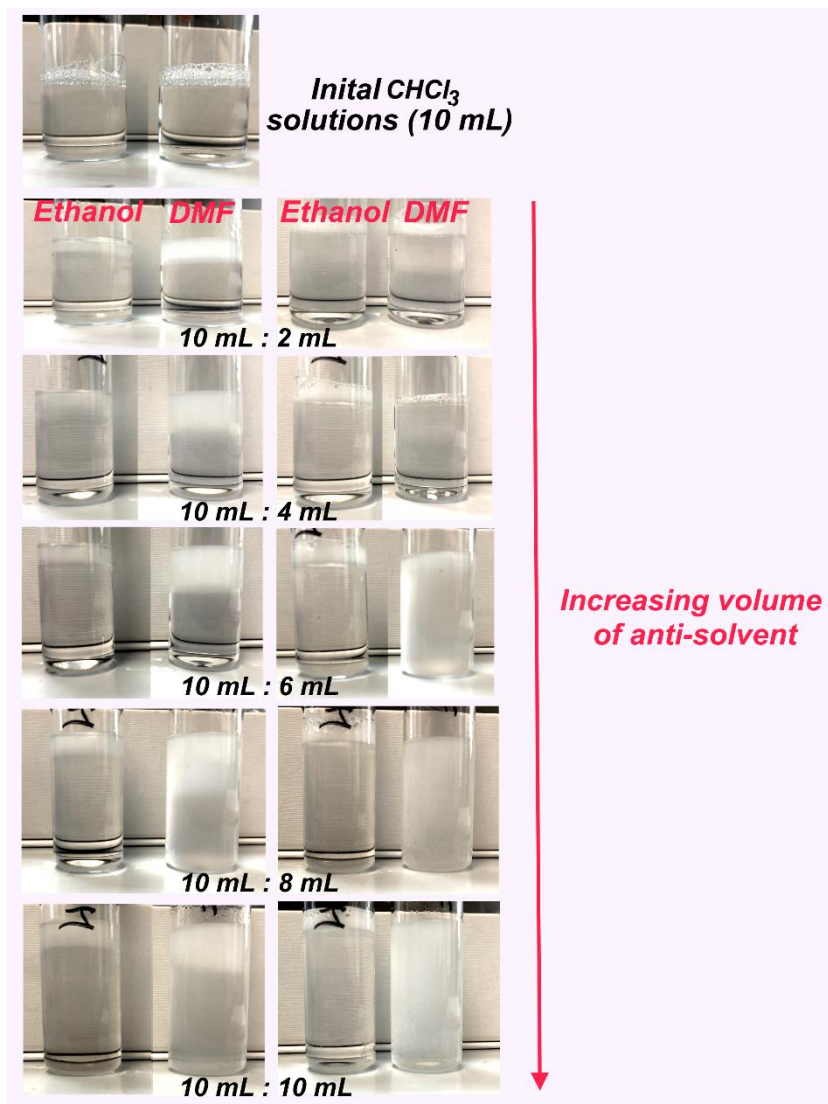 Inital CHCl₃
solutions (10 mL)
Ethanol DMF Ethanol DMF
10 mL : 2 mL
10 mL : 4 mL
10 mL : 6 mL
Increasing volume
of anti-solvent
10 mL : 8 mL
10 mL : 10 mL